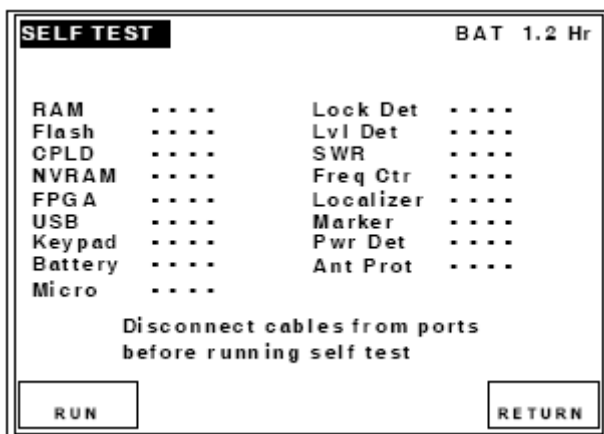 SELF TEST BAT 1.2 Hr
RAM - - - - Lock Det - - - -
Flash - - - - Lvl Det - - - -
CPLD - - - - SWR - - - -
NVRAM - - - - Freq Ctr - - - -
FPGA - - - - Localizer - - - -
USB - - - - Marker - - - -
Keypad - - - - Pwr Det - - - -
Battery - - - - Ant Prot - - - -
Micro - - - -
Disconnect cables from ports
before running self test
RUN RETURN